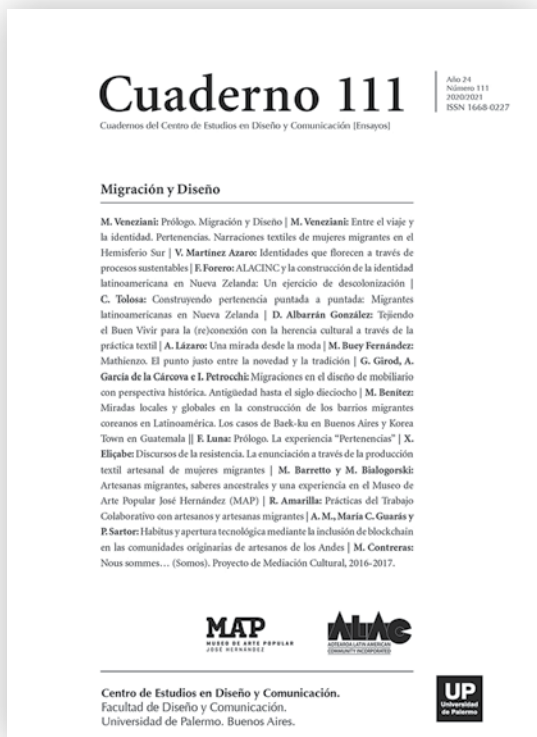 Cuaderno 111
Cuadernos del Centro de Estudios en Diseño y Comunicación [Ensayos]
Año 24
Número 111
2020/2021
ISSN 1668-0227
Migración y Diseño
M. Veneziani: Prólogo. Migración y Diseño | M. Veneziani: Entre el viaje y
la identidad. Pertenencias. Narraciones textiles de mujeres migrantes en el
Hemisferio Sur | V. Martínez Azaro: Identidades que florecen a través de
procesos sustentables | F. Forero: ALACINC y la construcción de la identidad
latinoamericana en Nueva Zelanda: Un ejercicio de descolonización |
C. Tolosa: Construyendo pertenencia puntada a puntada: Migrantes
latinoamericanas en Nueva Zelanda | D. Albarrán González: Tejiendo
el Buen Vivir para la (re)conexión con la herencia cultural a través de la
práctica textil | A. Lázaro: Una mirada desde la moda | M. Buey Fernández:
Mathienzo. El punto justo entre la novedad y la tradición | G. Girod, A.
García de la Cárcova e I. Petrocchi: Migraciones en el diseño de mobiliario
con perspectiva histórica. Antigüedad hasta el siglo dieciocho | M. Benítez:
Miradas locales y globales en la construcción de los barrios migrantes
coreanos en Latinoamérica. Los casos de Baek-ku en Buenos Aires y Korea
Town en Guatemala || F. Luna: Prólogo. La experiencia “Pertenencias” | X.
Eliçabe: Discursos de la resistencia. La enunciación a través de la producción
textil artesanal de mujeres migrantes | M. Barretto y M. Bialogorski:
Artesanas migrantes, saberes ancestrales y una experiencia en el Museo de
Arte Popular José Hernández (MAP) | R. Amarilla: Prácticas del Trabajo
Colaborativo con artesanos y artesanas migrantes | A. M., María C. Guarás y
P. Sartor: Habitus y apertura tecnológica mediante la inclusión de blockchain
en las comunidades originarias de artesanos de los Andes | M. Contreras:
Nous sommes… (Somos). Proyecto de Mediación Cultural, 2016-2017.
MAP
MUSEO DE ARTE POPULAR
JOSÉ HERNÁNDEZ
ALAC
AOTEAROA LATIN AMERICAN
COMMUNITY INCORPORATED
Centro de Estudios en Diseño y Comunicación.
Facultad de Diseño y Comunicación.
Universidad de Palermo. Buenos Aires.
UP
Universidad
de Palermo